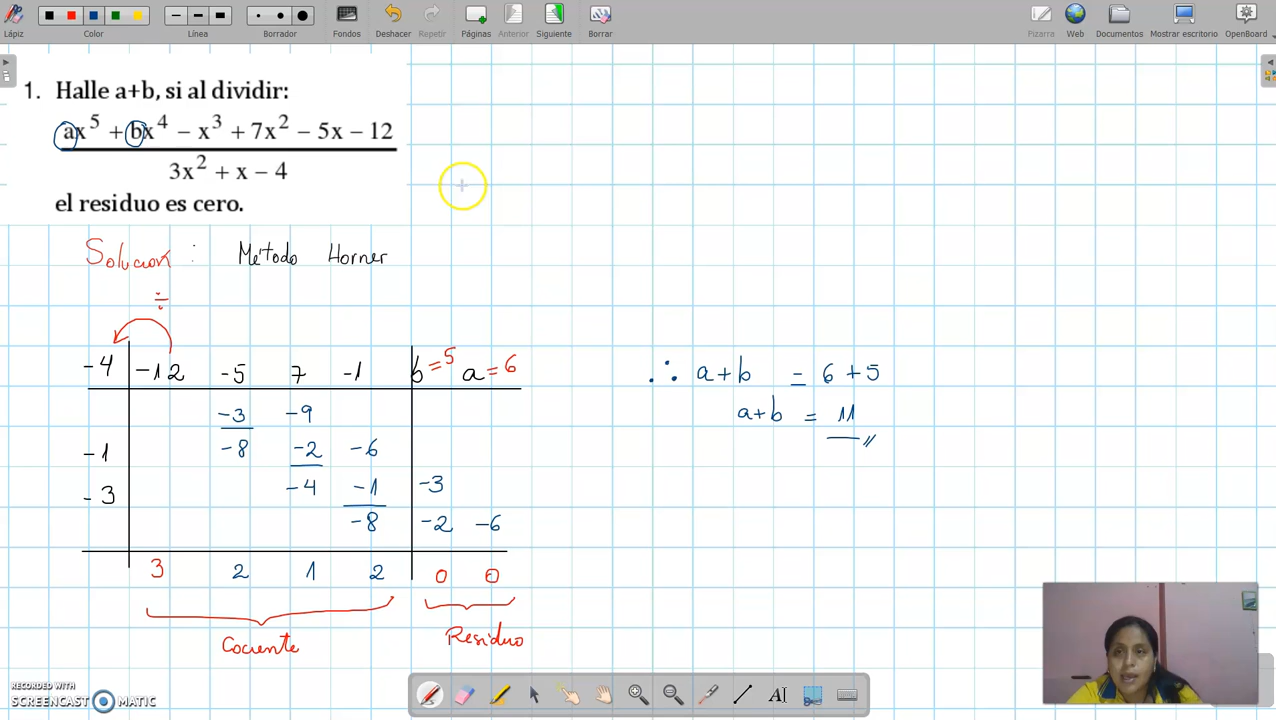 Lápiz Color Línea Borrador Fondos Deshacer Repetir Páginas Anterior Siguiente Borrar Pizarra Web Documentos Mostrar escritorio OpenBoard
1. Halle a+b, si al dividir:
ax⁵ + bx⁴ − x³ + 7x² − 5x − 12
3x² + x − 4
el residuo es cero.
Solución : Método Horner
÷
-4 -12 -5 7 -1 b =5 a = 6
-3 -9
-1 -8 -2 -6
-3 -4 -1 -3
-8 -2 -6
3 2 1 2 0 0
Cociente Residuo
∴ a+b = 6+5
a+b = 11 //
RECORDED WITH
SCREENCAST MATIC